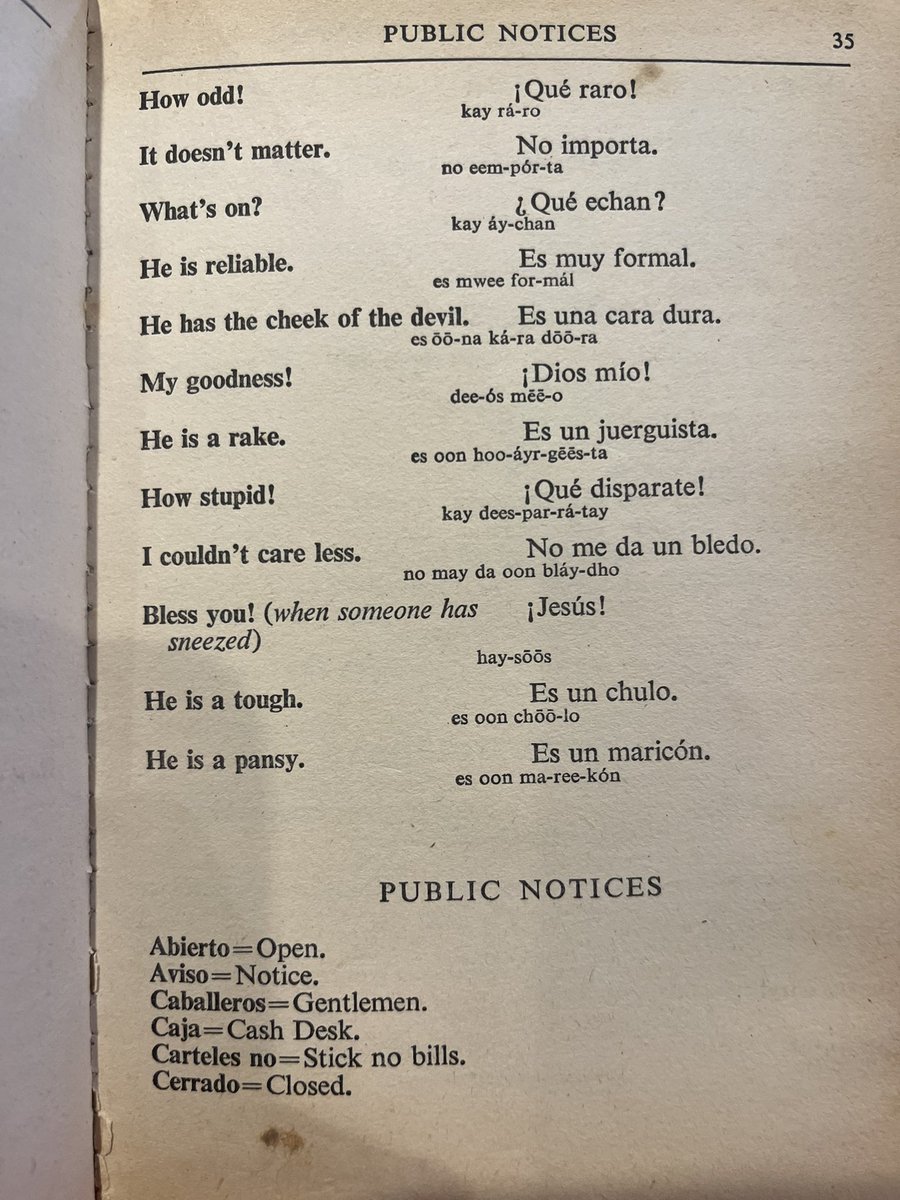 PUBLIC NOTICES 35
How odd! ¡Qué raro!
kay rá-ro
It doesn't matter. No importa.
no eem-pór-ta
What's on? ¿Qué echan?
kay áy-chan
He is reliable. Es muy formal.
es mwee for-mál
He has the cheek of the devil. Es una cara dura.
es ōō-na ká-ra dōō-ra
My goodness! ¡Dios mío!
dee-ós mēē-o
He is a rake. Es un juerguista.
es oon hoo-áyr-gēēs-ta
How stupid! ¡Qué disparate!
kay dees-par-rá-tay
I couldn't care less. No me da un bledo.
no may da oon bláy-dho
Bless you! (when someone has ¡Jesús!
sneezed)
hay-sōōs
He is a tough. Es un chulo.
es oon chōō-lo
He is a pansy. Es un maricón.
es oon ma-ree-kón
PUBLIC NOTICES
Abierto=Open.
Aviso=Notice.
Caballeros=Gentlemen.
Caja=Cash Desk.
Carteles no=Stick no bills.
Cerrado=Closed.